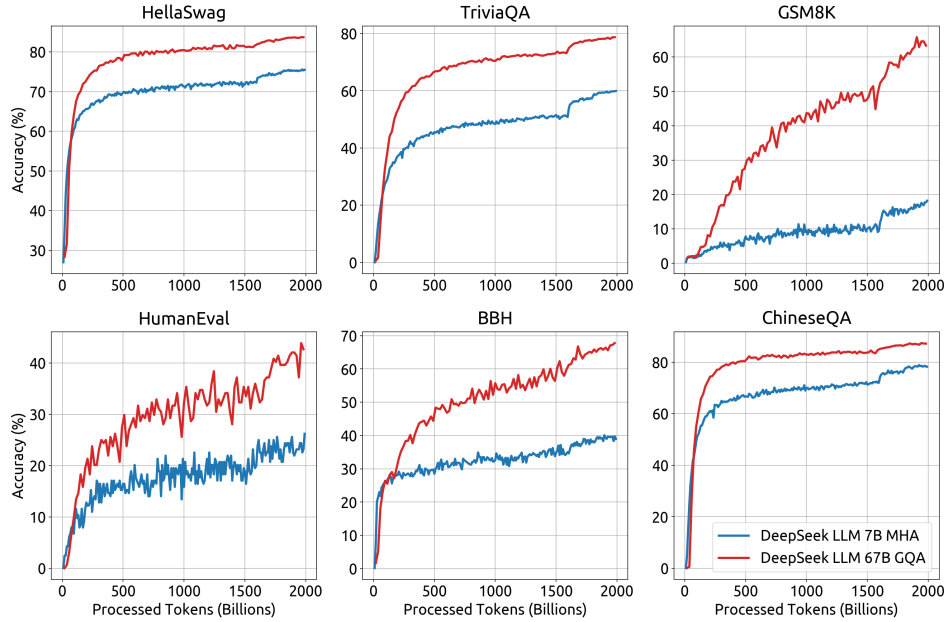 HellaSwag
TriviaQA
GSM8K
Accuracy (%)
80
70
60
50
40
30
0 500 1000 1500 2000
80
60
40
20
0
0 500 1000 1500 2000
60
50
40
30
20
10
0
0 500 1000 1500 2000
HumanEval
BBH
ChineseQA
Accuracy (%)
40
30
20
10
0
0 500 1000 1500 2000
Processed Tokens (Billions)
70
60
50
40
30
20
10
0
0 500 1000 1500 2000
Processed Tokens (Billions)
80
60
40
20
0
DeepSeek LLM 7B MHA
DeepSeek LLM 67B GQA
0 500 1000 1500 2000
Processed Tokens (Billions)